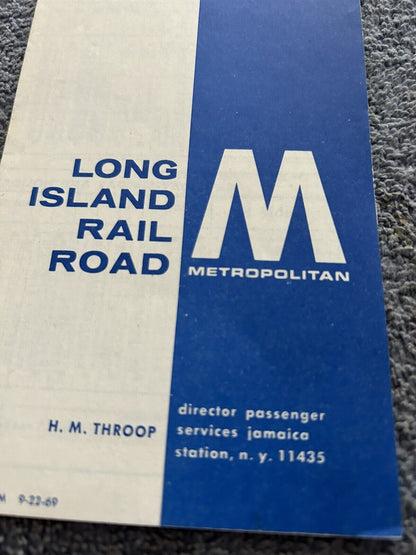 LONG
ISLAND
RAIL
ROAD
M
METROPOLITAN
H. M. THROOP
director passenger
services jamaica
station, n. y. 11435
M 9-22-69